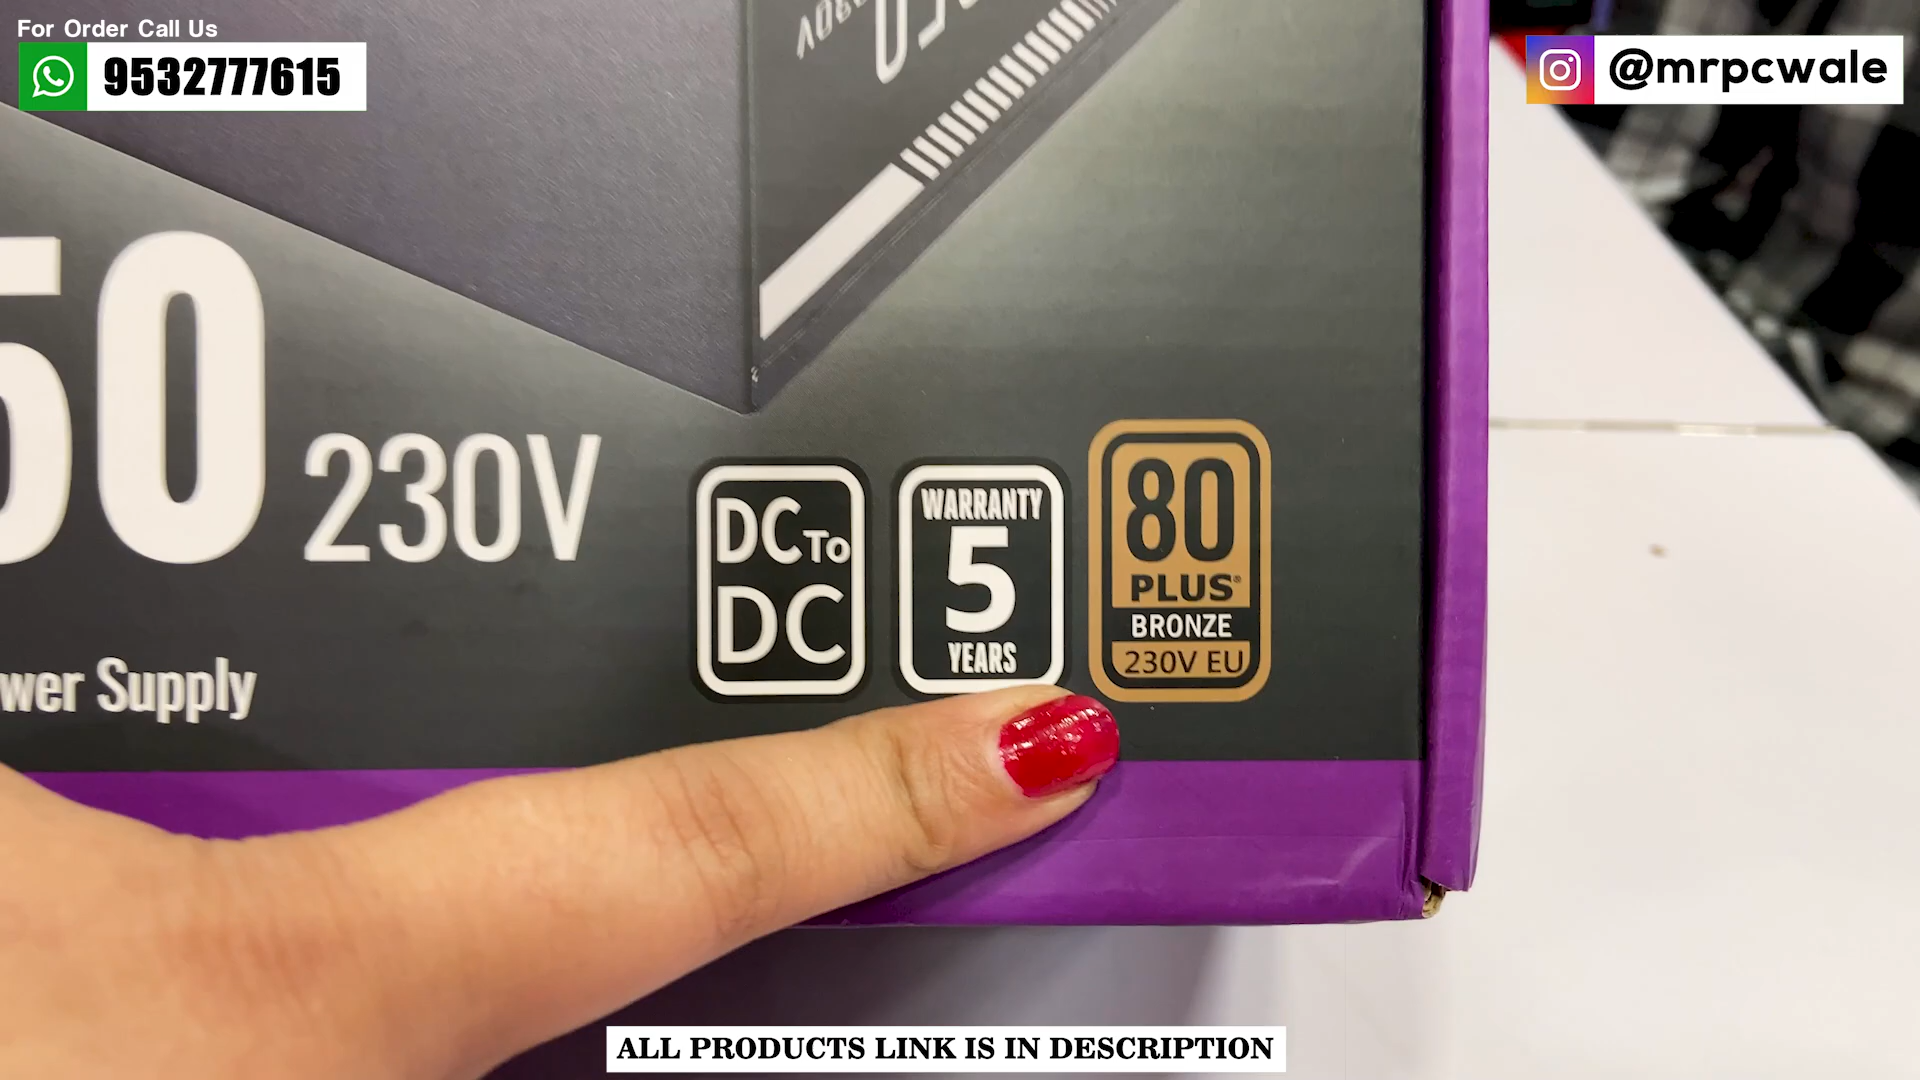 For Order Call Us
9532777615
@mrpcwale
50 230V
DC To
DC
WARRANTY
5
YEARS
80
PLUS®
BRONZE
230V EU
Supply
ALL PRODUCTS LINK IS IN DESCRIPTION